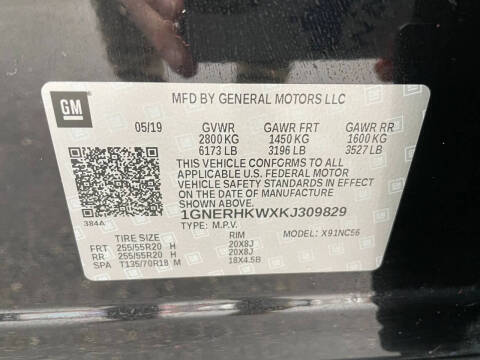 GM
MFD BY GENERAL MOTORS LLC
05/19 GVWR GAWR FRT GAWR RR
2800 KG 1450 KG 1600 KG
6173 LB 3196 LB 3527 LB
THIS VEHICLE CONFORMS TO ALL
APPLICABLE U.S. FEDERAL MOTOR
VEHICLE SAFETY STANDARDS IN EFFECT
ON THE DATE OF MANUFACTURE
SHOWN ABOVE.
1GNERHKWXKJ309829
384A
TYPE: M.P.V. MODEL: X91NC56
TIRE SIZE RIM
FRT 255/55R20 H 20X8J
RR 255/55R20 H 20X8J
SPA T135/70R18 M 18X4.5B